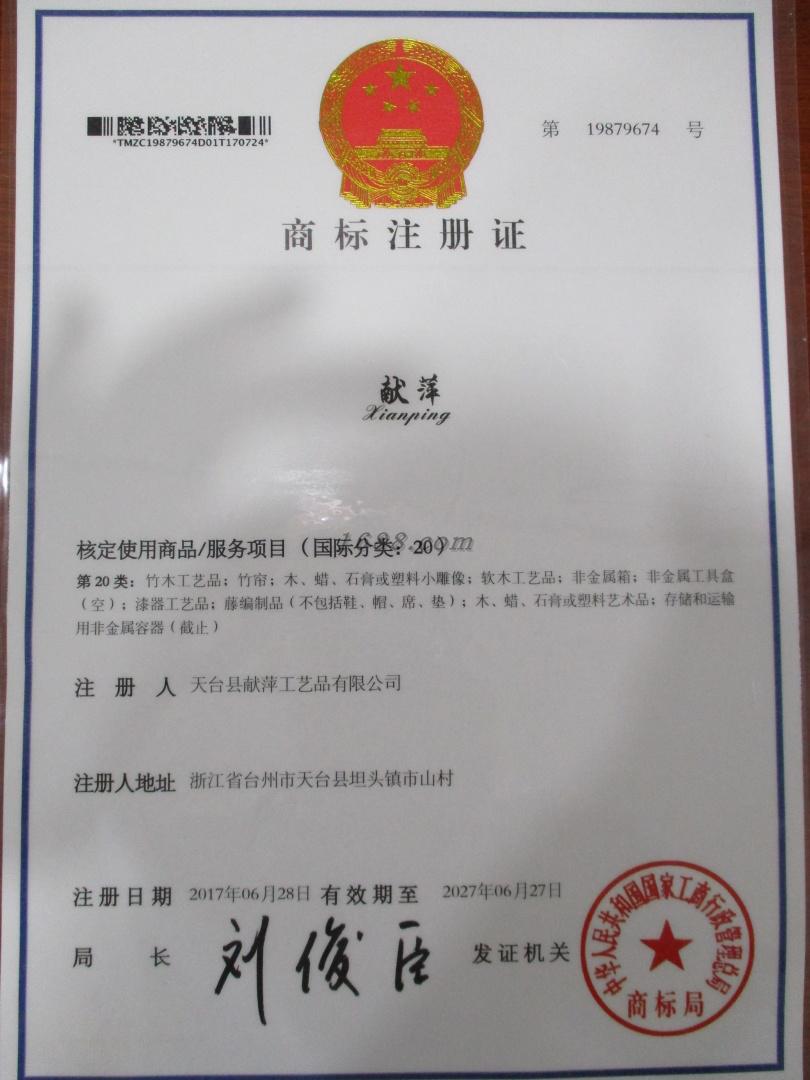 *TMZC19879674D01T170724*
第 19879674 号
商标注册证
献萍
Xianping
1688.com
核定使用商品/服务项目（国际分类：20）
第20类：竹木工艺品；竹帘；木、蜡、石膏或塑料小雕像；软木工艺品；非金属箱；非金属工具盒
（空）；漆器工艺品；藤编制品（不包括鞋、帽、席、垫）；木、蜡、石膏或塑料艺术品；存储和运输
用非金属容器（截止）
注册人 天台县献萍工艺品有限公司
注册人地址 浙江省台州市天台县坦头镇市山村
注册日期 2017年06月28日 有效期至 2027年06月27日
局长 刘俊臣 发证机关
中华人民共和国国家工商行政管理总局
商标局